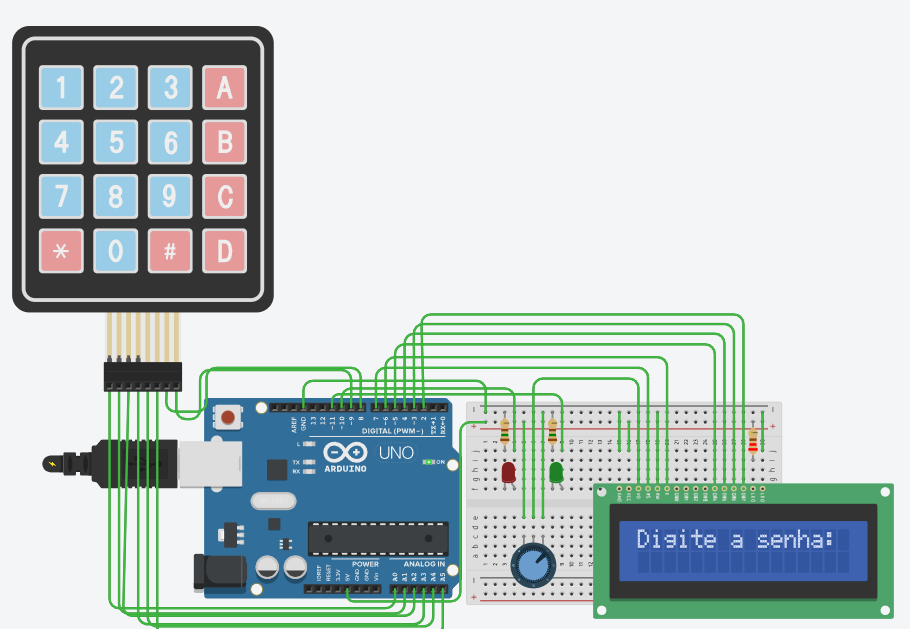 1 2 3 A
4 5 6 B
7 8 9 C
* 0 # D
AREF
GND
13
12
~11
~10
~9
8
7
~6
~5
4
~3
2
TX→1
RX←0
DIGITAL (PWM~)
L
TX
RX
UNO
ARDUINO
ON
POWER
ANALOG IN
IOREF
RESET
3.3V
5V
GND
GND
Vin
A0
A1
A2
A3
A4
A5
Digite a senha: